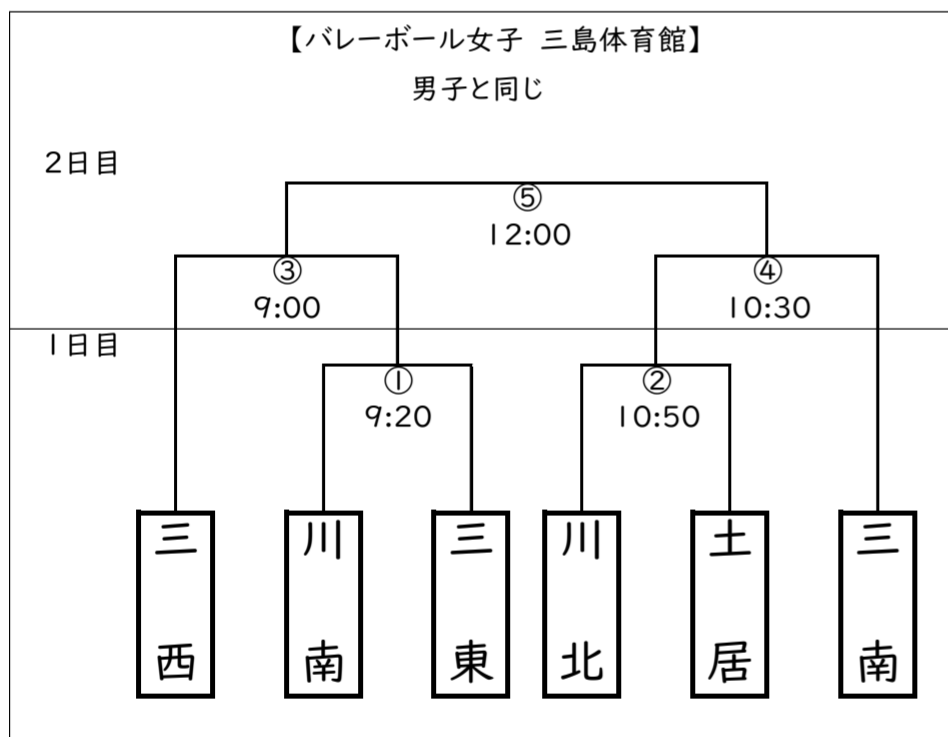 【バレーボール女子 三島体育館】
男子と同じ
2日目
⑤
12:00
③
9:00
④
10:30
1日目
①
9:20
②
10:50
三西
川南
三東
川北
土居
三南